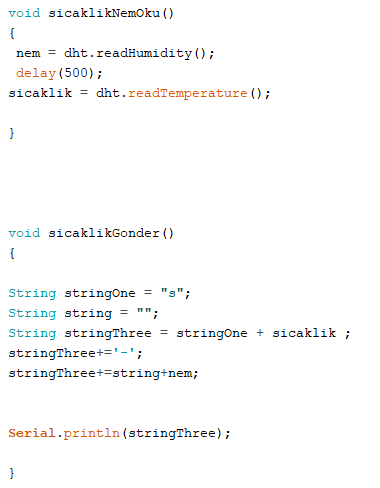 void sicaklikNemOku()
{
nem = dht.readHumidity();
delay(500);
sicaklik = dht.readTemperature();
}
void sicaklikGonder()
{
String stringOne = "s";
String string = "";
String stringThree = stringOne + sicaklik ;
stringThree+='-';
stringThree+=string+nem;
Serial.println(stringThree);
}